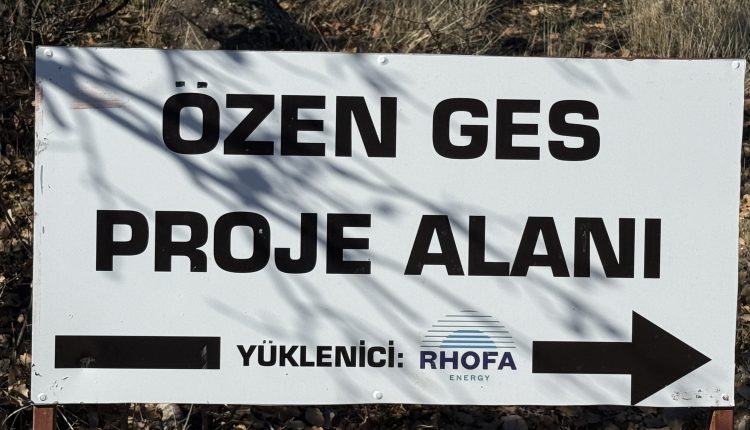 ÖZEN GES
PROJE ALANI
YÜKLENİCİ: RHOFA
ENERGY